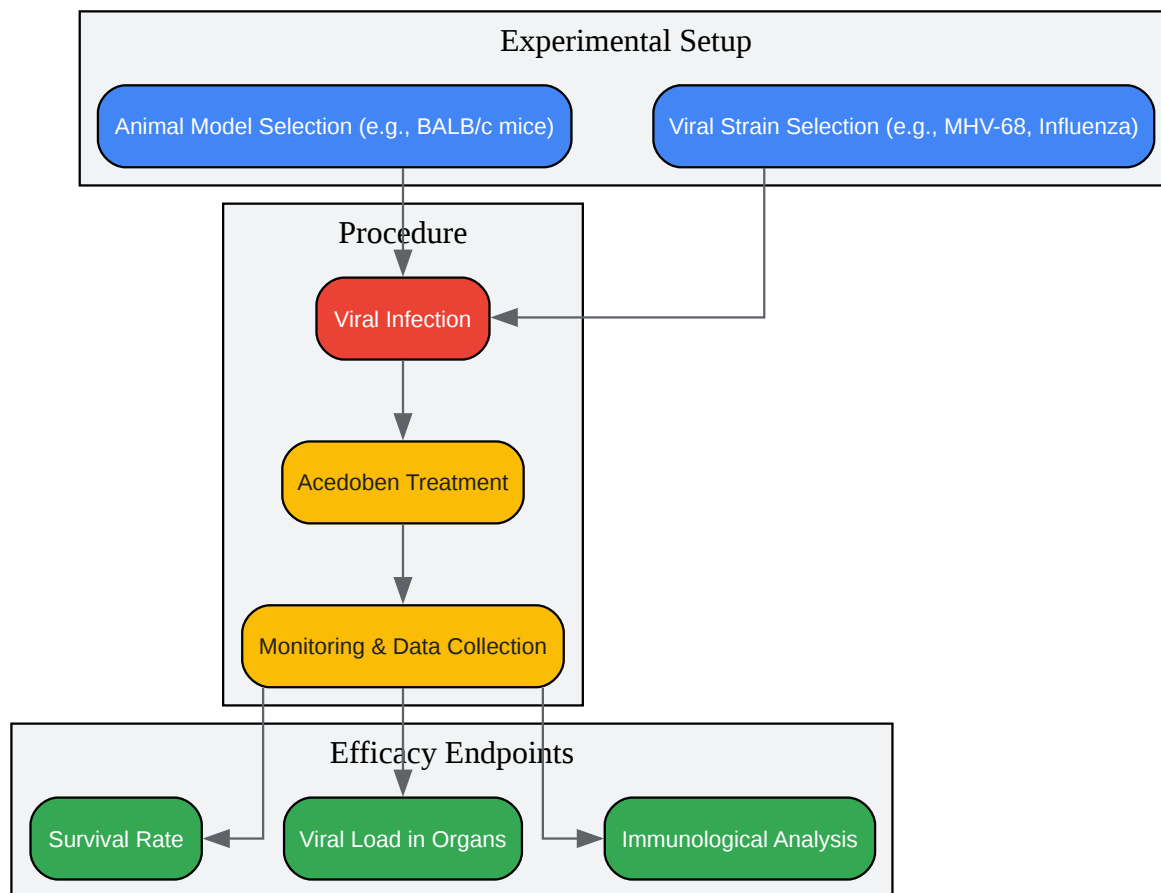 Experimental Setup
Animal Model Selection (e.g., BALB/c mice)
Viral Strain Selection (e.g., MHV-68, Influenza)
Procedure
Viral Infection
Acedoben Treatment
Monitoring & Data Collection
Efficacy Endpoints
Survival Rate
Viral Load in Organs
Immunological Analysis